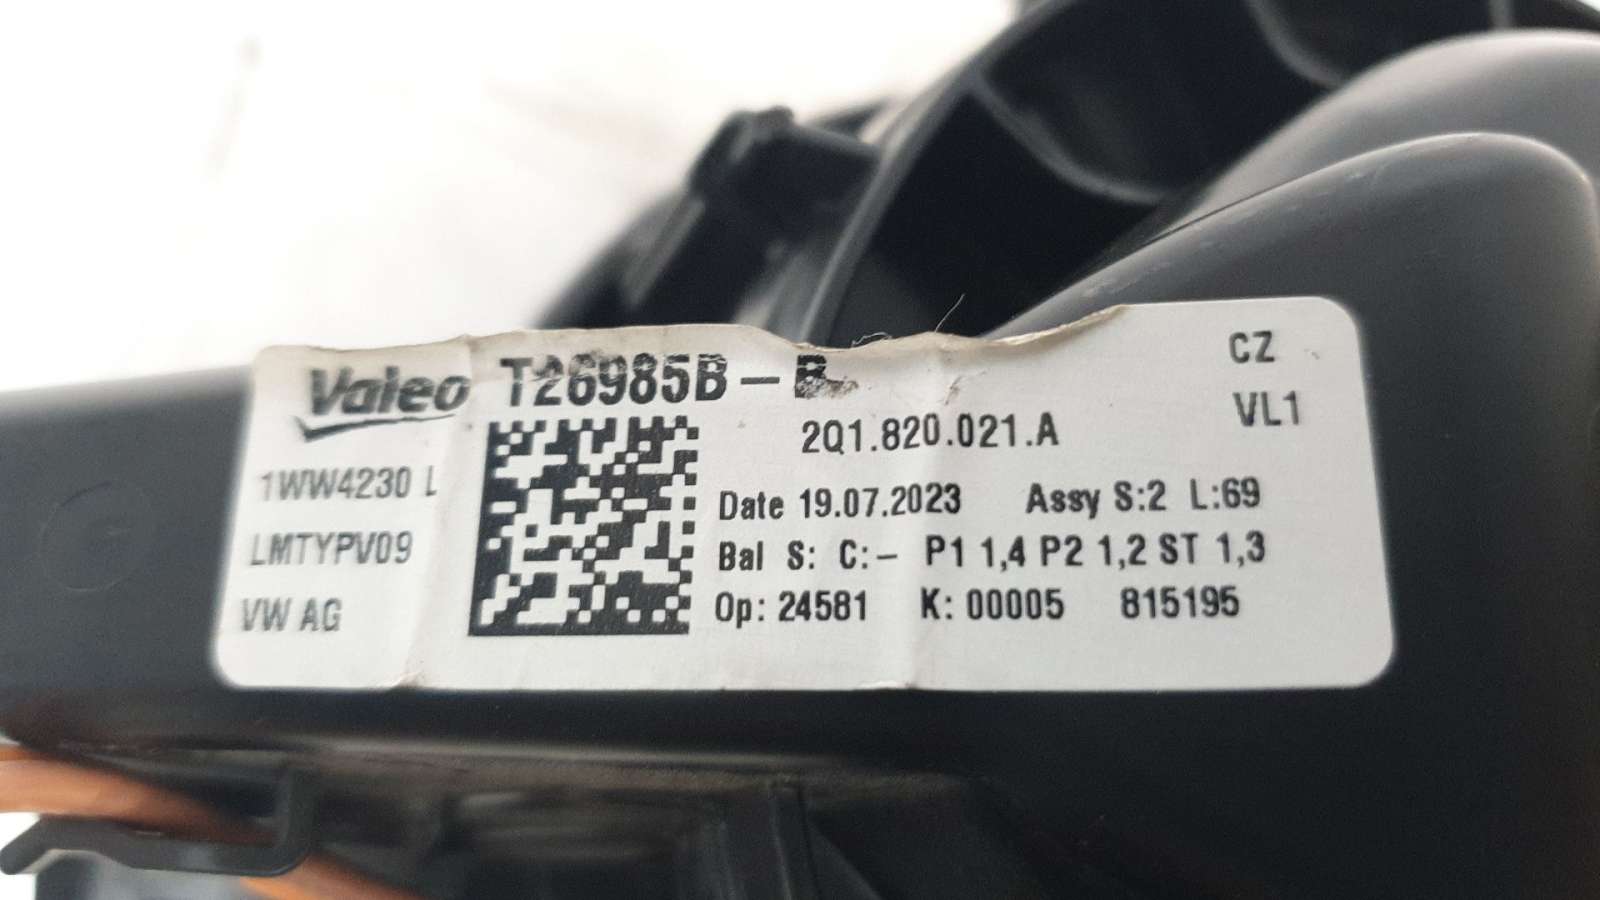 Valeo T26985B-B
CZ
2Q1.820.021.A
VL1
1WW4230 L
Date 19.07.2023 Assy S:2 L:69
LMTYPV09
Bal S: C:- P1 1,4 P2 1,2 ST 1,3
VW AG
Op: 24581 K: 00005 815195